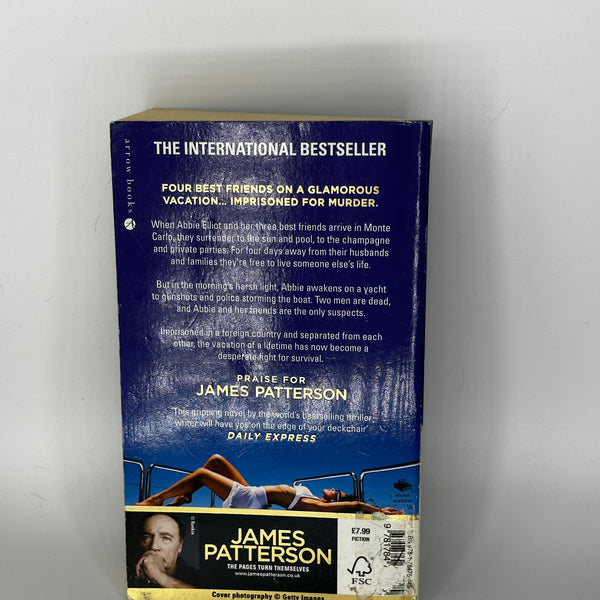 THE INTERNATIONAL BESTSELLER
arrow books
FOUR BEST FRIENDS ON A GLAMOROUS
VACATION... IMPRISONED FOR MURDER.
When Abbie Elliot and her three best friends arrive in Monte
Carlo, they surrender to the sun and pool, to the champagne
and private parties. For four days away from their husbands
and families they're free to live someone else's life.
But in the morning's harsh light, Abbie awakens on a yacht
to gunshots and police storming the boat. Two men are dead,
and Abbie and her friends are the only suspects.
Imprisoned in a foreign country and separated from each
other, the vacation of a lifetime has now become a
desperate fight for survival.
PRAISE FOR
JAMES PATTERSON
'This gripping novel by the world's bestselling thriller
writer will have you on the edge of your deckchair'
DAILY EXPRESS
ebook
available
© Rankin
JAMES
PATTERSON
THE PAGES TURN THEMSELVES
www.jamespatterson.co.uk
£7.99
FICTION
FSC
9 781784
Cover photography © Getty Images